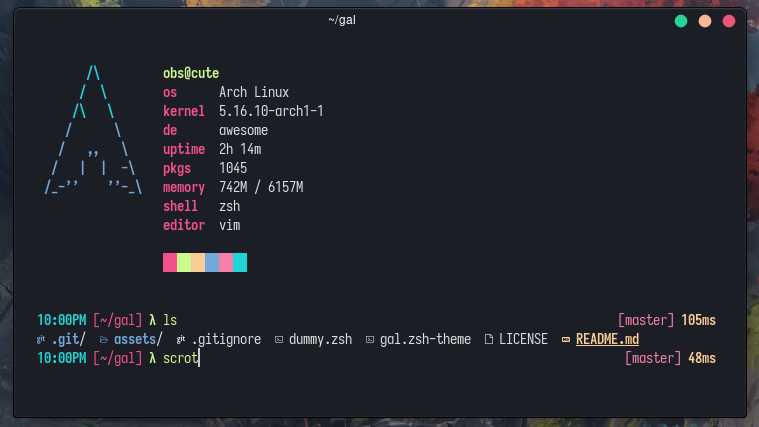 ~/gal
obs@cute
os Arch Linux
kernel 5.16.10-arch1-1
de awesome
uptime 2h 14m
pkgs 1045
memory 742M / 6157M
shell zsh
editor vim
10:00PM [~/gal] λ ls [master] 105ms
.git/ assets/ .gitignore dummy.zsh gal.zsh-theme LICENSE README.md
10:00PM [~/gal] λ scrot [master] 48ms